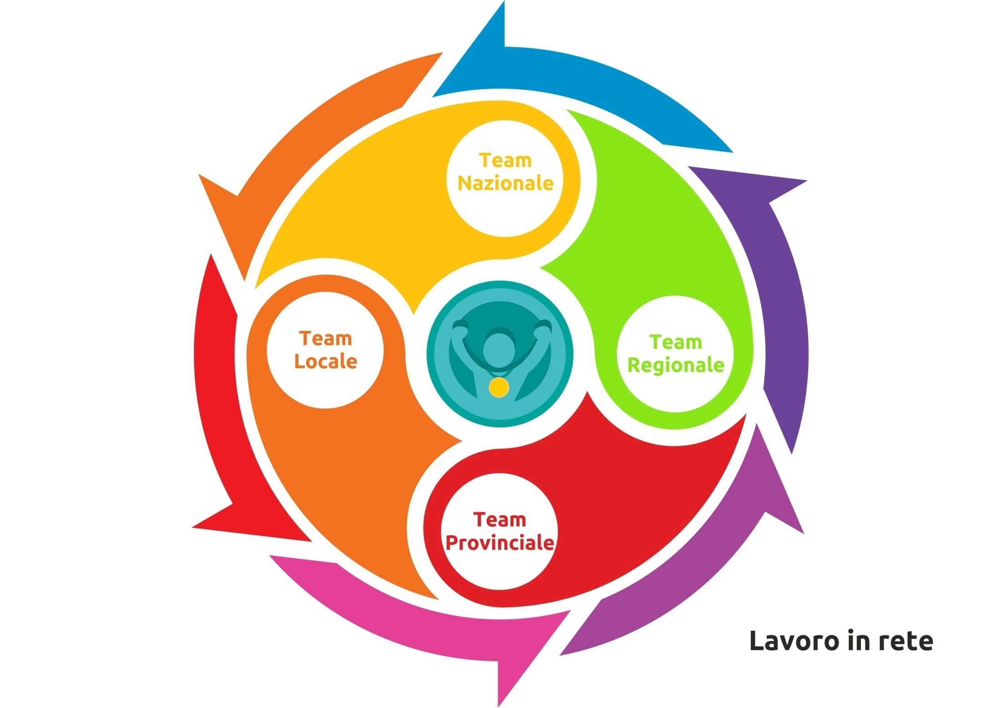 Team
Nazionale
Team
Locale
Team
Regionale
Team
Provinciale
Lavoro in rete